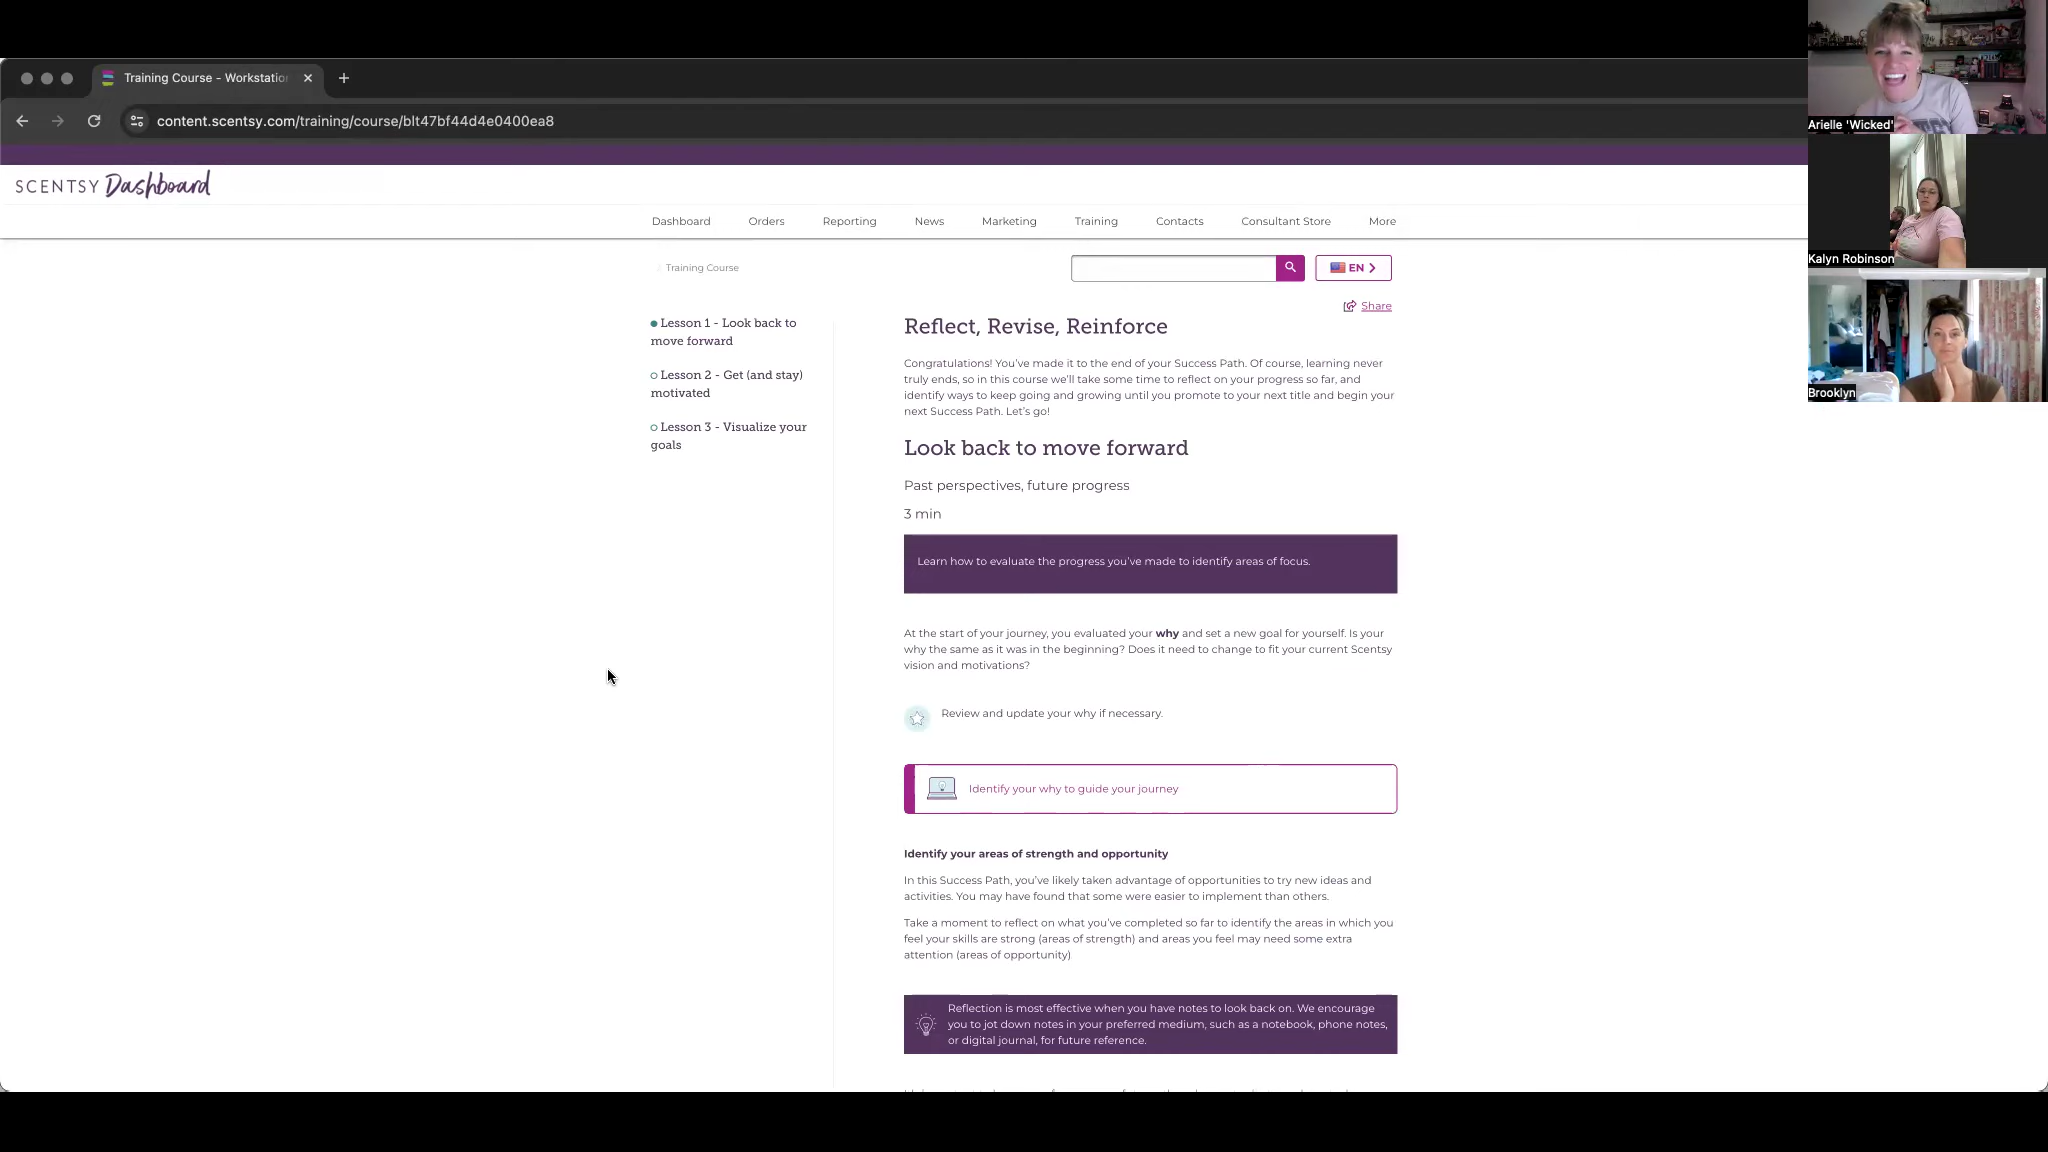 Training Course - Workstation
content.scentsy.com/training/course/blt47bf44d4e0400ea8
SCENTSY Dashboard
Dashboard Orders Reporting News Marketing Training Contacts Consultant Store More
Training Course
EN
Share
Lesson 1 - Look back to
move forward
Lesson 2 - Get (and stay)
motivated
Lesson 3 - Visualize your
goals
Reflect, Revise, Reinforce
Congratulations! You've made it to the end of your Success Path. Of course, learning never
truly ends, so in this course we'll take some time to reflect on your progress so far, and
identify ways to keep going and growing until you promote to your next title and begin your
next Success Path. Let's go!
Look back to move forward
Past perspectives, future progress
3 min
Learn how to evaluate the progress you've made to identify areas of focus.
At the start of your journey, you evaluated your why and set a new goal for yourself. Is your
why the same as it was in the beginning? Does it need to change to fit your current Scentsy
vision and motivations?
Review and update your why if necessary.
Identify your why to guide your journey
Identify your areas of strength and opportunity
In this Success Path, you've likely taken advantage of opportunities to try new ideas and
activities. You may have found that some were easier to implement than others.
Take a moment to reflect on what you've completed so far to identify the areas in which you
feel your skills are strong (areas of strength) and areas you feel may need some extra
attention (areas of opportunity)
Reflection is most effective when you have notes to look back on. We encourage
you to jot down notes in your preferred medium, such as a notebook, phone notes,
or digital journal, for future reference.
Arielle 'Wicked'
Kalyn Robinson
Brooklyn